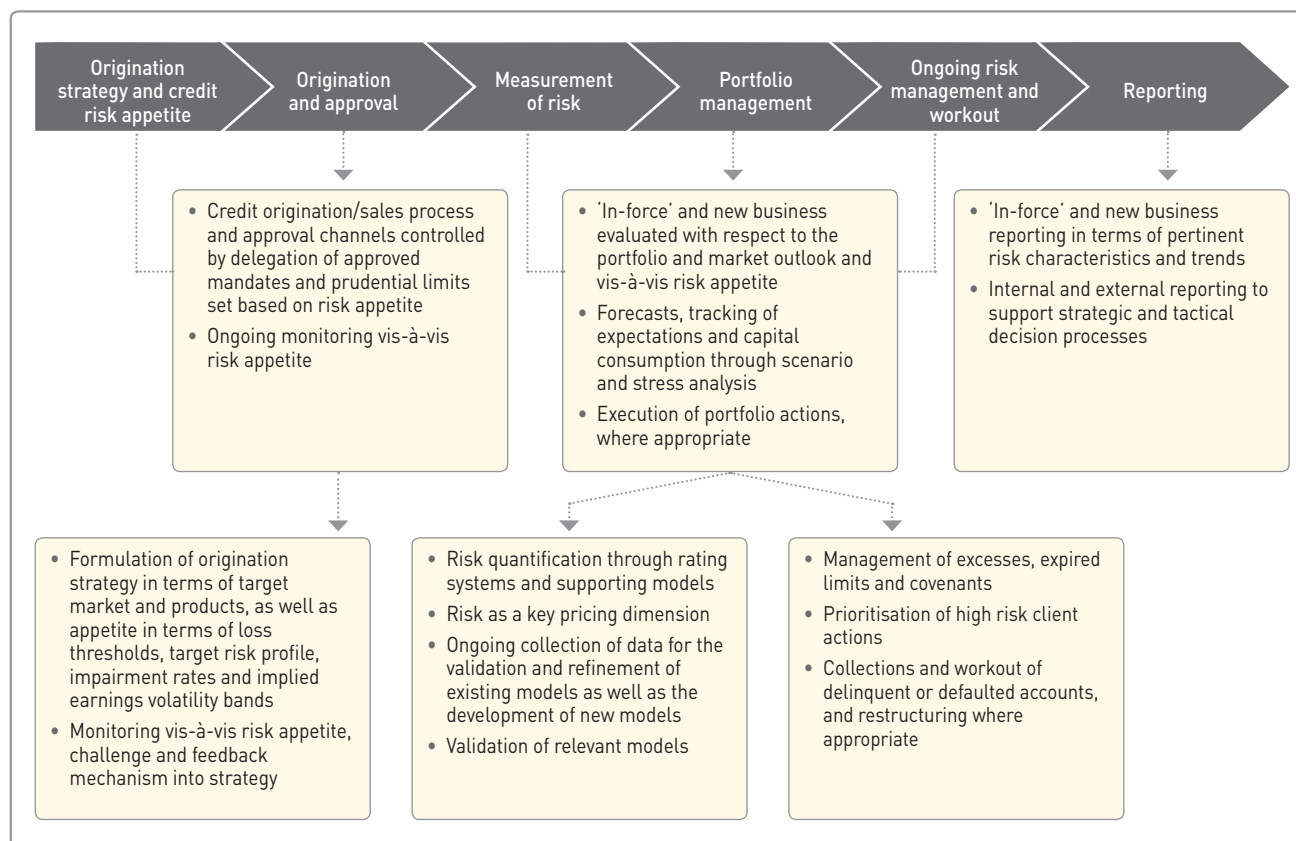 Origination
strategy and credit
risk appetite
Origination
and approval
Measurement
of risk
Portfolio
management
Ongoing risk
management and
workout
Reporting
• Credit origination/sales process
and approval channels controlled
by delegation of approved
mandates and prudential limits
set based on risk appetite
• Ongoing monitoring vis-à-vis
risk appetite
• ‘In-force’ and new business
evaluated with respect to the
portfolio and market outlook and
vis-à-vis risk appetite
• Forecasts, tracking of
expectations and capital
consumption through scenario
and stress analysis
• Execution of portfolio actions,
where appropriate
• ‘In-force’ and new business
reporting in terms of pertinent
risk characteristics and trends
• Internal and external reporting to
support strategic and tactical
decision processes
• Formulation of origination
strategy in terms of target
market and products, as well as
appetite in terms of loss
thresholds, target risk profile,
impairment rates and implied
earnings volatility bands
• Monitoring vis-à-vis risk appetite,
challenge and feedback
mechanism into strategy
• Risk quantification through rating
systems and supporting models
• Risk as a key pricing dimension
• Ongoing collection of data for the
validation and refinement of
existing models as well as the
development of new models
• Validation of relevant models
• Management of excesses, expired
limits and covenants
• Prioritisation of high risk client
actions
• Collections and workout of
delinquent or defaulted accounts,
and restructuring where
appropriate